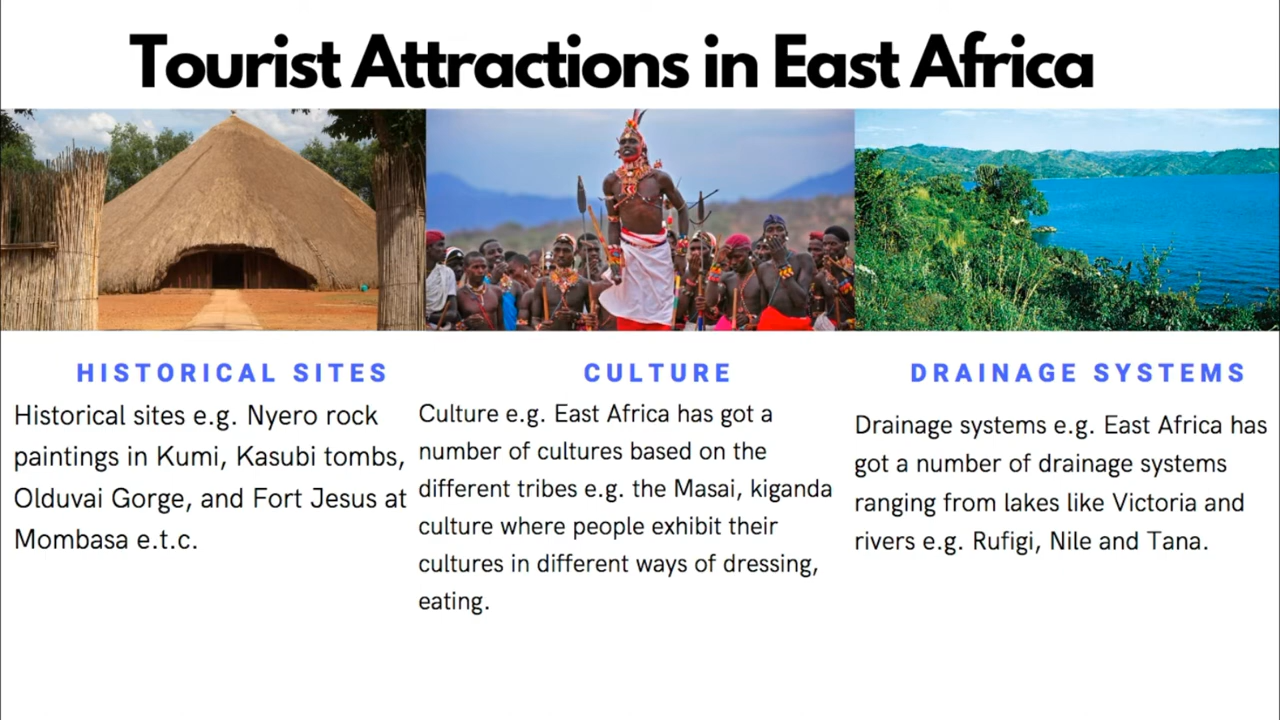 Tourist Attractions in East Africa
HISTORICAL SITES
Historical sites e.g. Nyero rock
paintings in Kumi, Kasubi tombs,
Olduvai Gorge, and Fort Jesus at
Mombasa e.t.c.
CULTURE
Culture e.g. East Africa has got a
number of cultures based on the
different tribes e.g. the Masai, kiganda
culture where people exhibit their
cultures in different ways of dressing,
eating.
DRAINAGE SYSTEMS
Drainage systems e.g. East Africa has
got a number of drainage systems
ranging from lakes like Victoria and
rivers e.g. Rufigi, Nile and Tana.